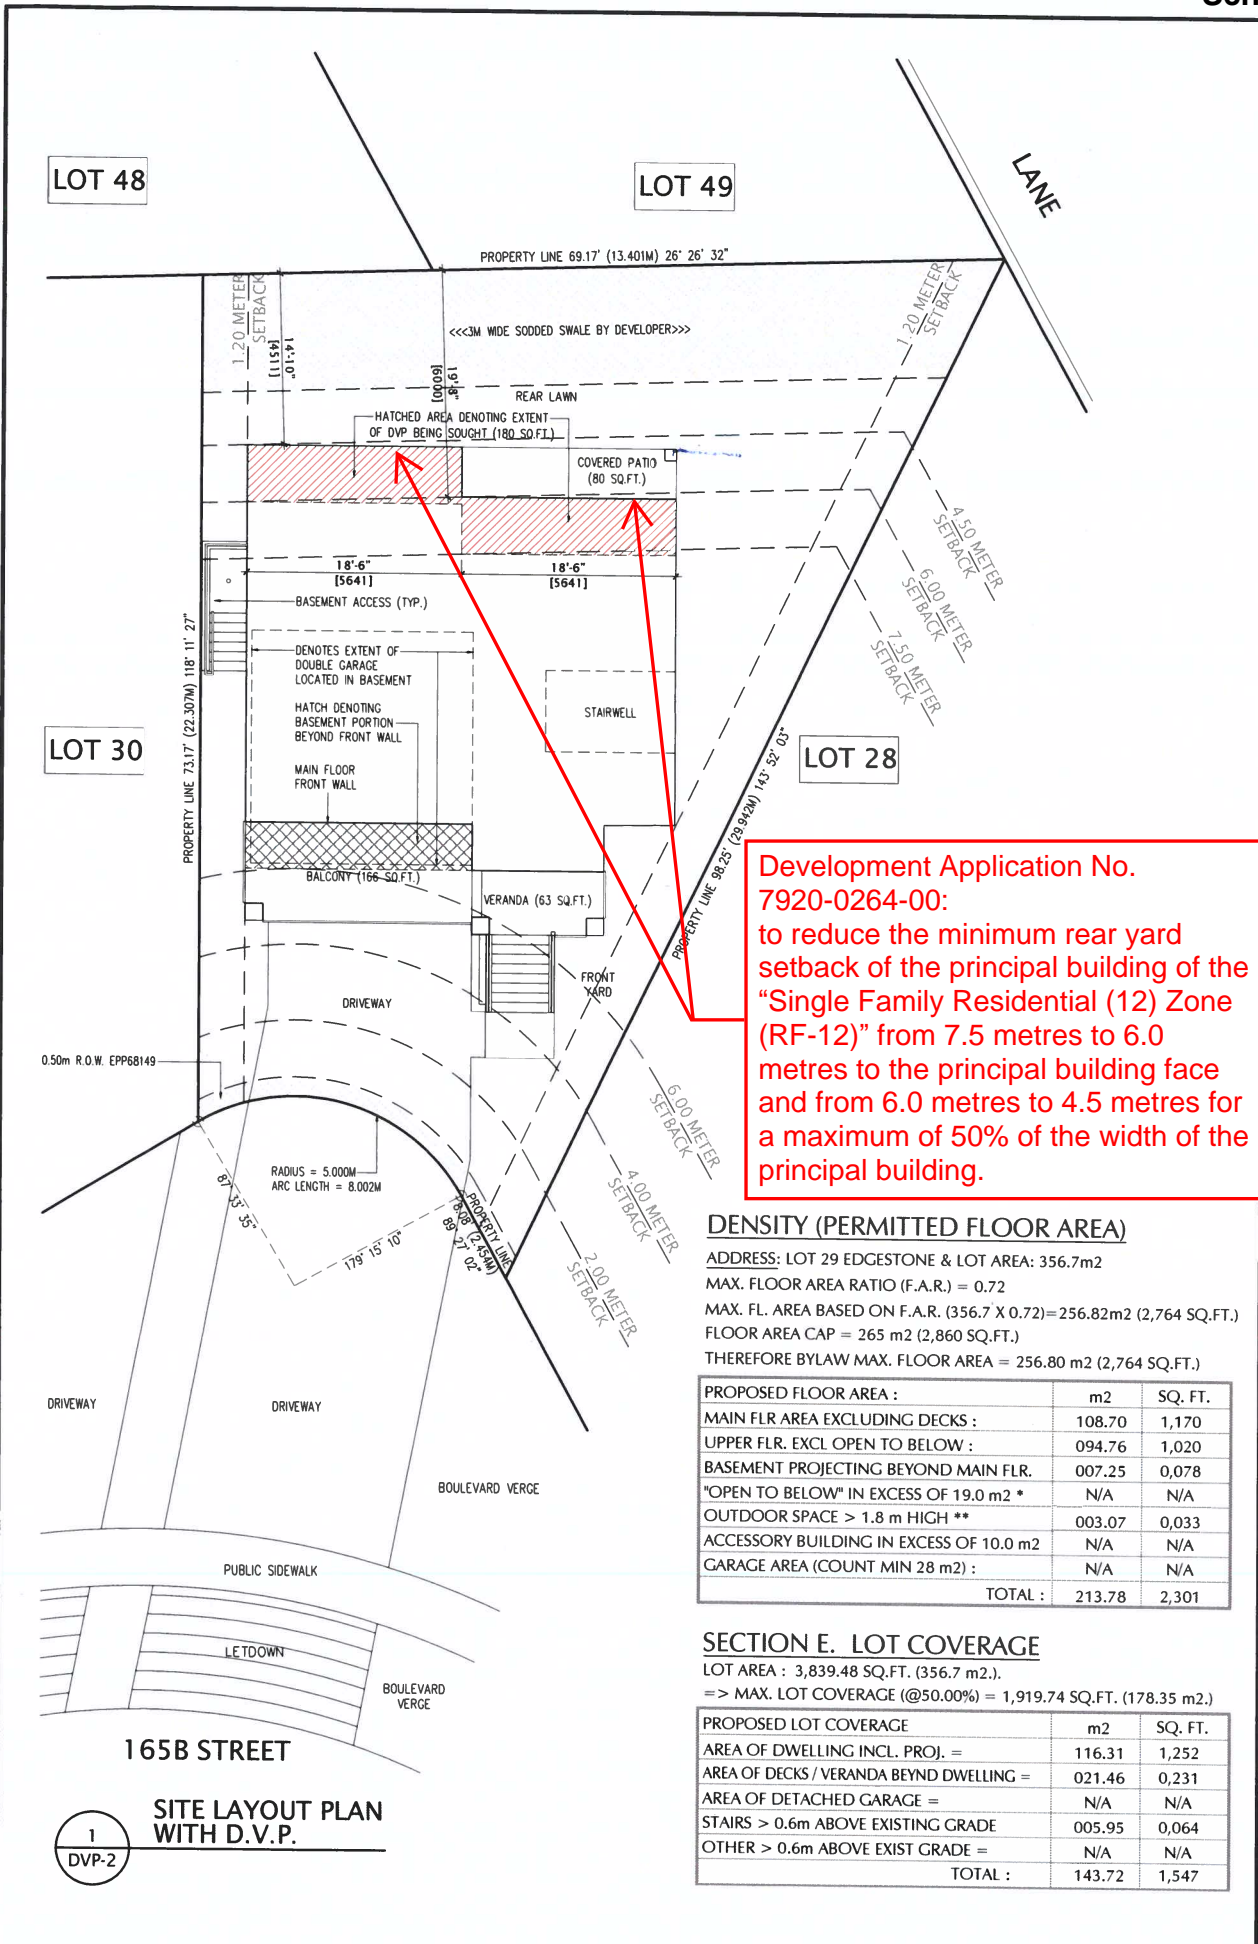 LOT 48
LOT 49
LANE
PROPERTY LINE 69.17' (13.401M) 26° 26' 32"
1.20 METER
SETBACK
14'-10"
[4511]
<<<3M WIDE SODDED SWALE BY DEVELOPER>>>
1.20 METER
SETBACK
19'-8"
[6000]
REAR LAWN
HATCHED AREA DENOTING EXTENT
OF DVP BEING SOUGHT (180 SQ.FT.)
COVERED PATIO
(80 SQ.FT.)
4.50 METER
SETBACK
6.00 METER
SETBACK
7.50 METER
SETBACK
18'-6"
[5641]
18'-6"
[5641]
BASEMENT ACCESS (TYP.)
DENOTES EXTENT OF
DOUBLE GARAGE
LOCATED IN BASEMENT
HATCH DENOTING
BASEMENT PORTION
BEYOND FRONT WALL
MAIN FLOOR
FRONT WALL
STAIRWELL
LOT 30
PROPERTY LINE 73.17' (22.307M) 118° 11' 27"
LOT 28
PROPERTY LINE 98.25' (29.942M) 143° 52' 03"
BALCONY (166 SQ.FT.)
VERANDA (63 SQ.FT.)
FRONT
YARD
DRIVEWAY
0.50m R.O.W. EPP68149
6.00 METER
SETBACK
4.00 METER
SETBACK
2.00 METER
SETBACK
RADIUS = 5.000M
ARC LENGTH = 8.002M
87° 33' 35"
179° 15' 10"
PROPERTY LINE
8.08' (2.454M)
89° 27' 02"
Development Application No.
7920-0264-00:
to reduce the minimum rear yard
setback of the principal building of the
“Single Family Residential (12) Zone
(RF-12)” from 7.5 metres to 6.0
metres to the principal building face
and from 6.0 metres to 4.5 metres for
a maximum of 50% of the width of the
principal building.
DRIVEWAY
DRIVEWAY
BOULEVARD VERGE
PUBLIC SIDEWALK
LETDOWN
BOULEVARD
VERGE
165B STREET
1
DVP-2
SITE LAYOUT PLAN
WITH D.V.P.
DENSITY (PERMITTED FLOOR AREA)
ADDRESS: LOT 29 EDGESTONE & LOT AREA: 356.7m2
MAX. FLOOR AREA RATIO (F.A.R.) = 0.72
MAX. FL. AREA BASED ON F.A.R. (356.7 X 0.72)=256.82m2 (2,764 SQ.FT.)
FLOOR AREA CAP = 265 m2 (2,860 SQ.FT.)
THEREFORE BYLAW MAX. FLOOR AREA = 256.80 m2 (2,764 SQ.FT.)
PROPOSED FLOOR AREA : m2 SQ. FT.
MAIN FLR AREA EXCLUDING DECKS : 108.70 1,170
UPPER FLR. EXCL OPEN TO BELOW : 094.76 1,020
BASEMENT PROJECTING BEYOND MAIN FLR. 007.25 0,078
"OPEN TO BELOW" IN EXCESS OF 19.0 m2 * N/A N/A
OUTDOOR SPACE > 1.8 m HIGH ** 003.07 0,033
ACCESSORY BUILDING IN EXCESS OF 10.0 m2 N/A N/A
GARAGE AREA (COUNT MIN 28 m2) : N/A N/A
TOTAL : 213.78 2,301
SECTION E. LOT COVERAGE
LOT AREA : 3,839.48 SQ.FT. (356.7 m2.).
=> MAX. LOT COVERAGE (@50.00%) = 1,919.74 SQ.FT. (178.35 m2.)
PROPOSED LOT COVERAGE m2 SQ. FT.
AREA OF DWELLING INCL. PROJ. = 116.31 1,252
AREA OF DECKS / VERANDA BEYND DWELLING = 021.46 0,231
AREA OF DETACHED GARAGE = N/A N/A
STAIRS > 0.6m ABOVE EXISTING GRADE 005.95 0,064
OTHER > 0.6m ABOVE EXIST GRADE = N/A N/A
TOTAL : 143.72 1,547